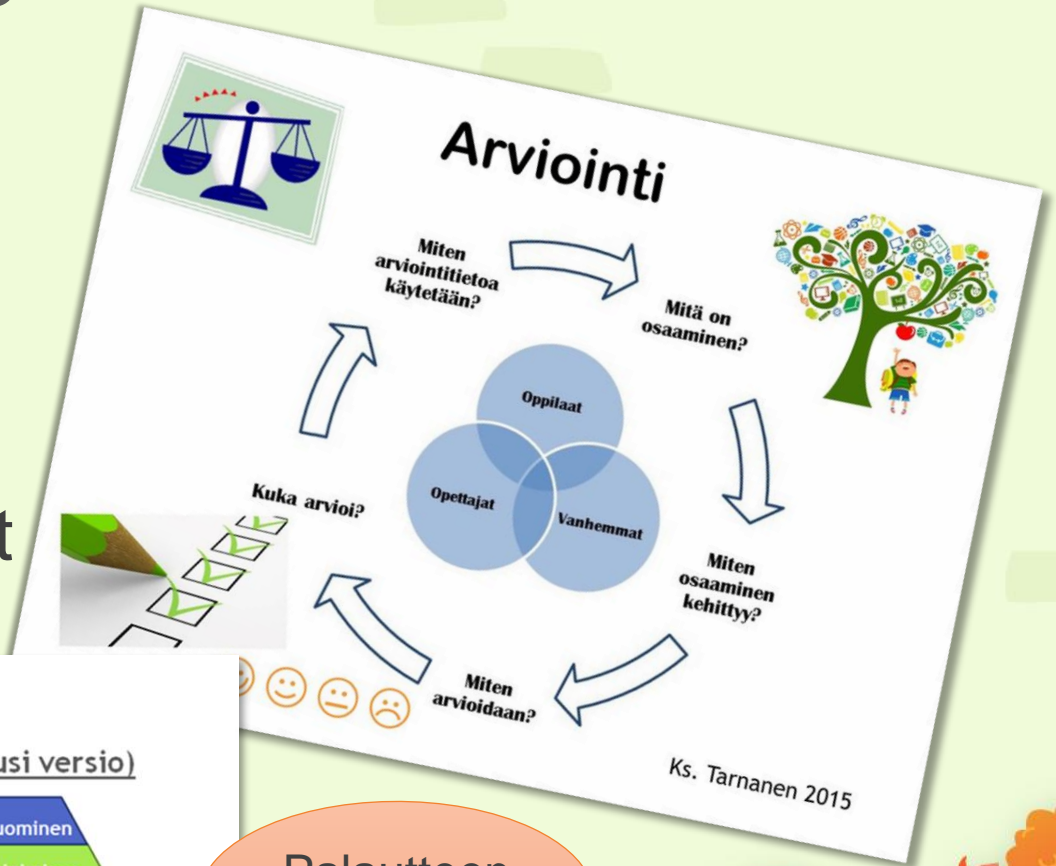 Arviointi
Miten
arviointitietoa
käytetään?
Mitä on
osaaminen?
Oppilaat
Opettajat
Vanhemmat
Kuka arvioi?
Miten
osaaminen
kehittyy?
Miten
arvioidaan?
Ks. Tarnanen 2015
usi versio)
uominen
Palautteen